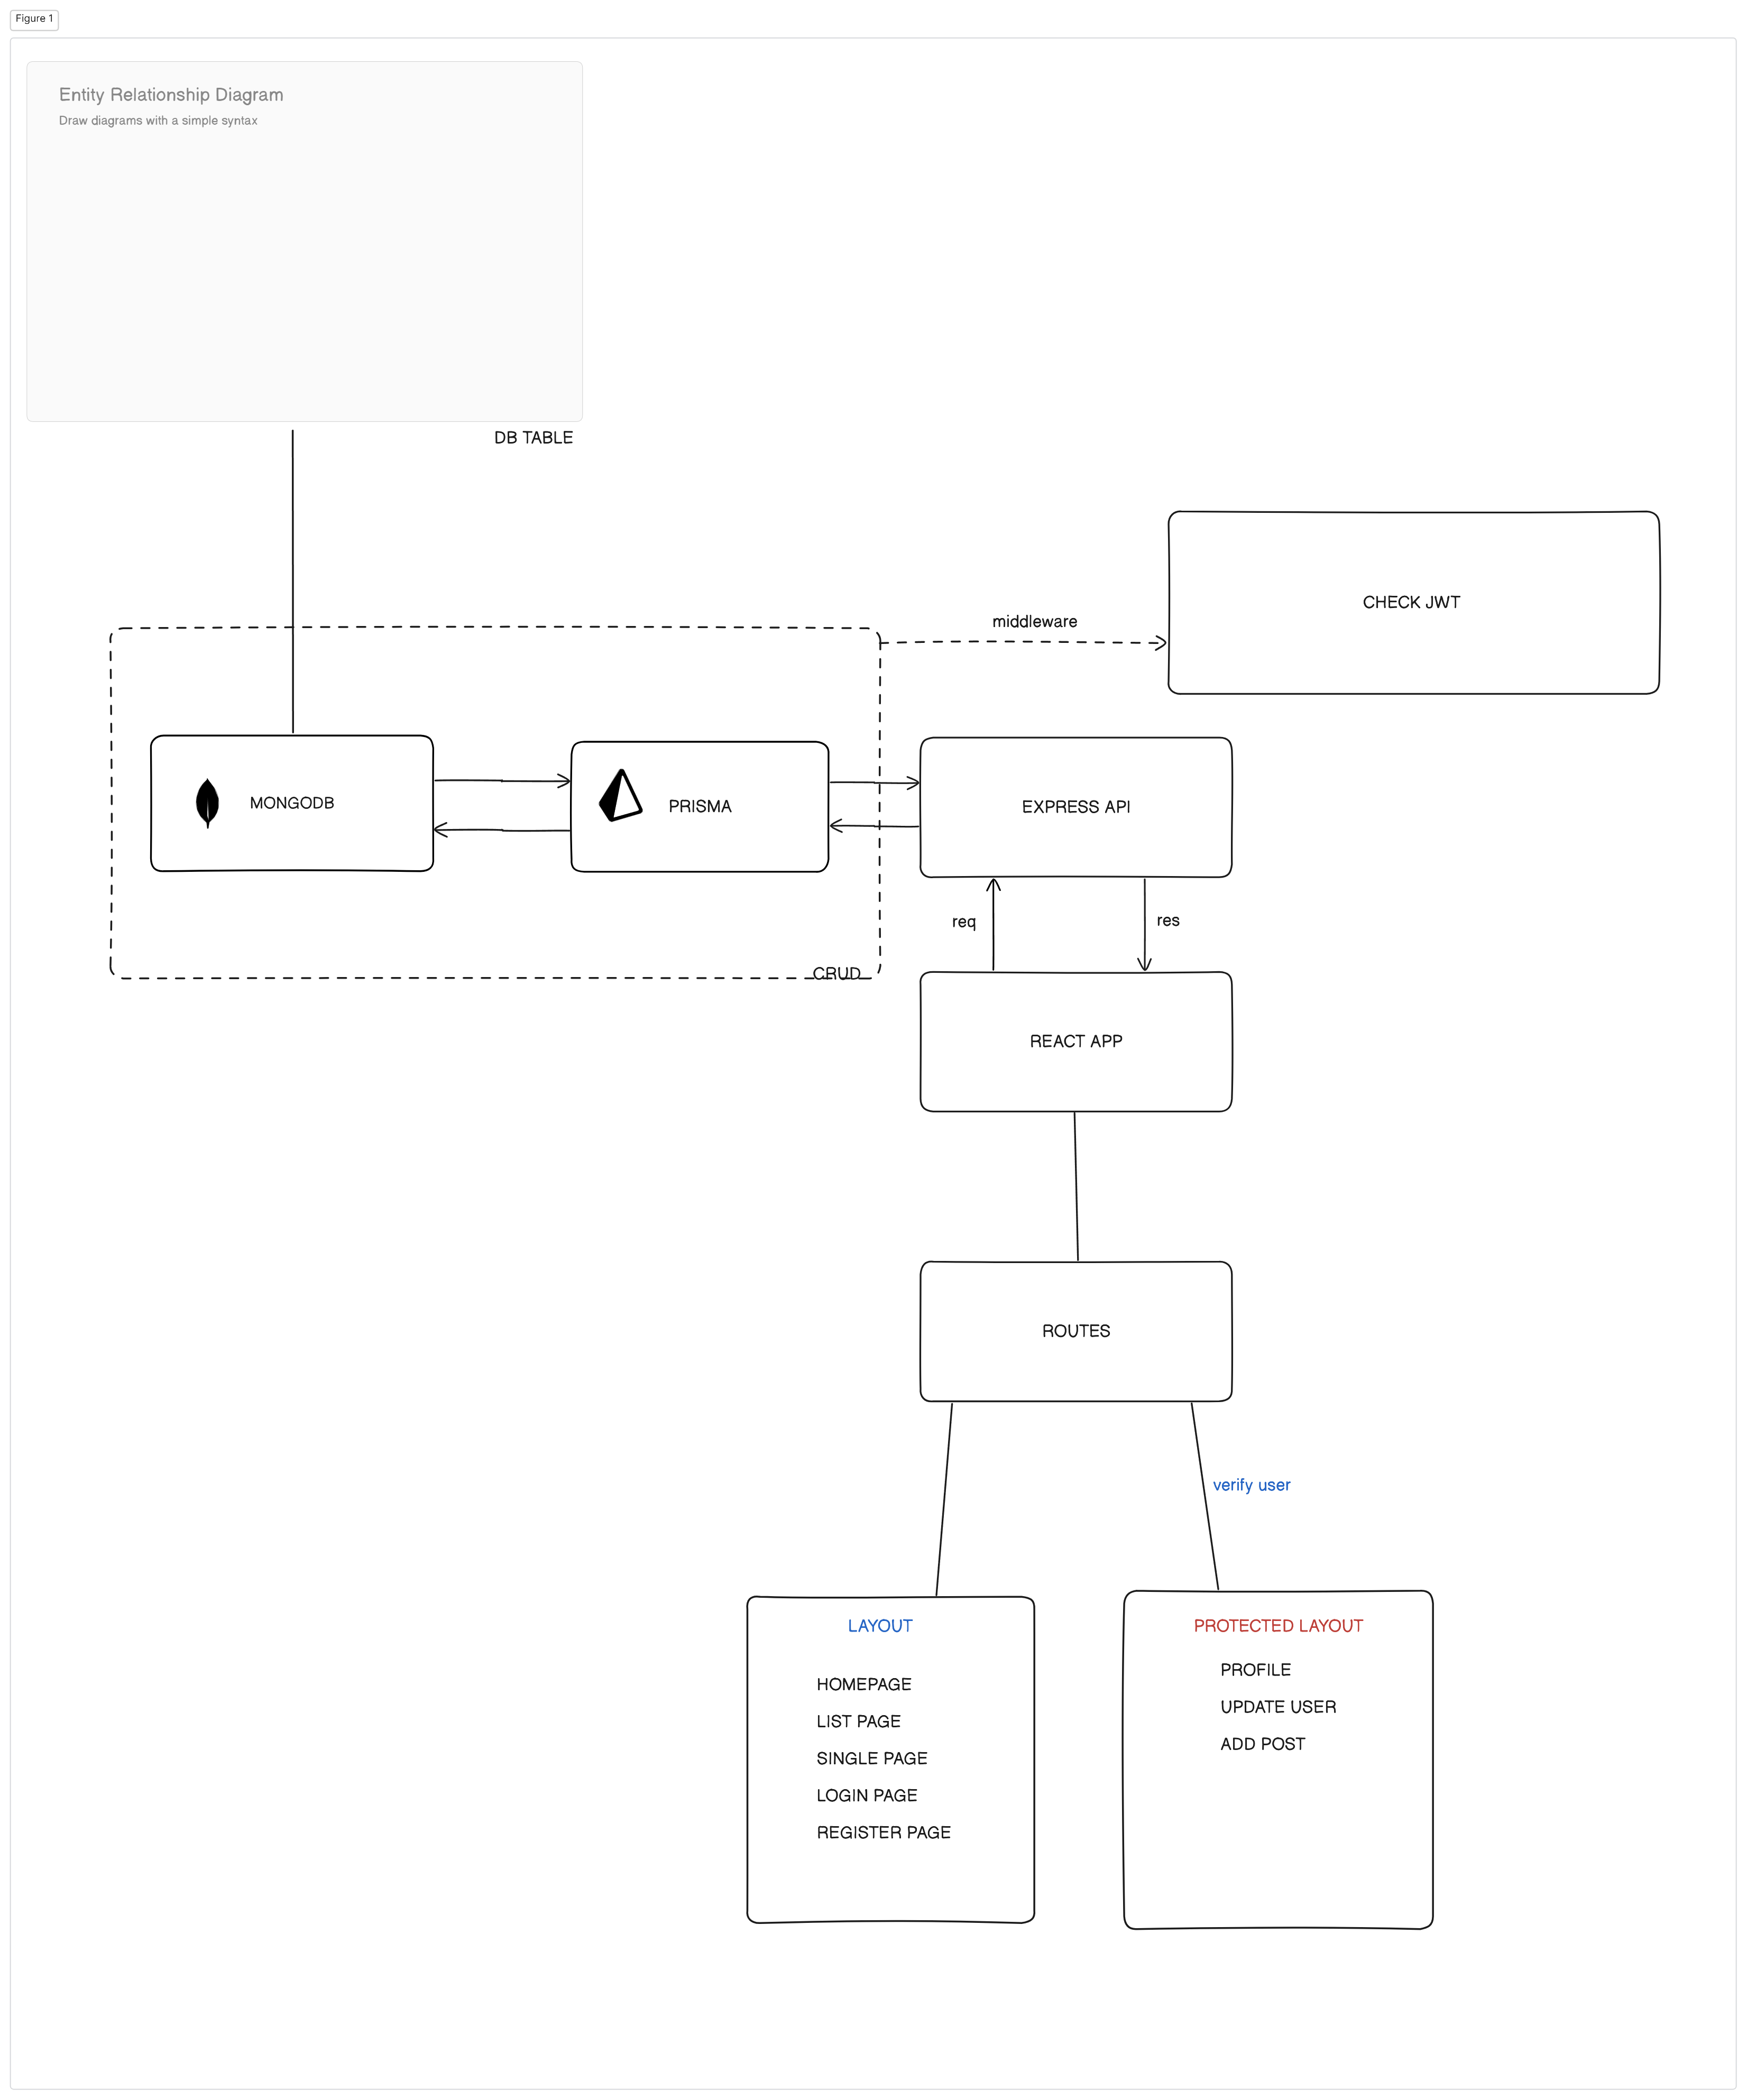 Figure 1
Entity Relationship Diagram
Draw diagrams with a simple syntax
DB TABLE
CHECK JWT
middleware
MONGODB
PRISMA
EXPRESS API
req
res
CRUD
REACT APP
ROUTES
verify user
LAYOUT
HOMEPAGE
LIST PAGE
SINGLE PAGE
LOGIN PAGE
REGISTER PAGE
PROTECTED LAYOUT
PROFILE
UPDATE USER
ADD POST